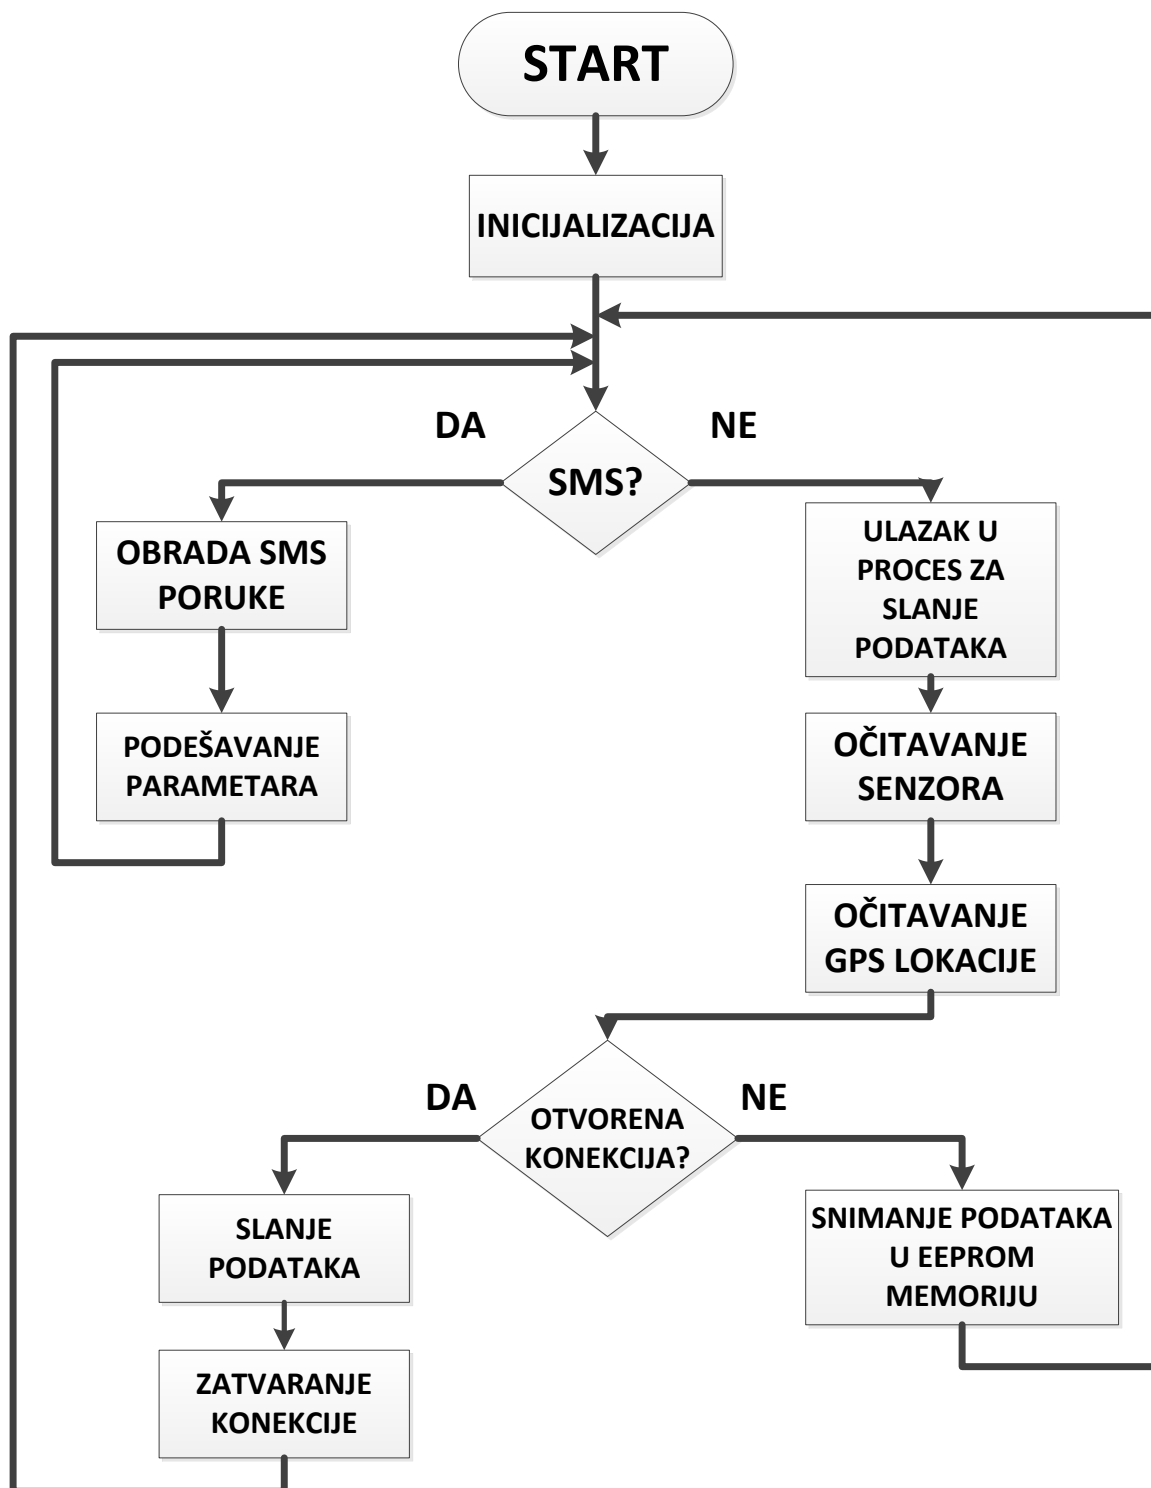 START
INICIJALIZACIJA
DA
NE
SMS?
OBRADA SMS
PORUKE
ULAZAK U
PROCES ZA
SLANJE
PODATAKA
PODEŠAVANJE
PARAMETARA
OČITAVANJE
SENZORA
OČITAVANJE
GPS LOKACIJE
DA
NE
OTVORENA
KONEKCIJA?
SLANJE
PODATAKA
SNIMANJE PODATAKA
U EEPROM
MEMORIJU
ZATVARANJE
KONEKCIJE